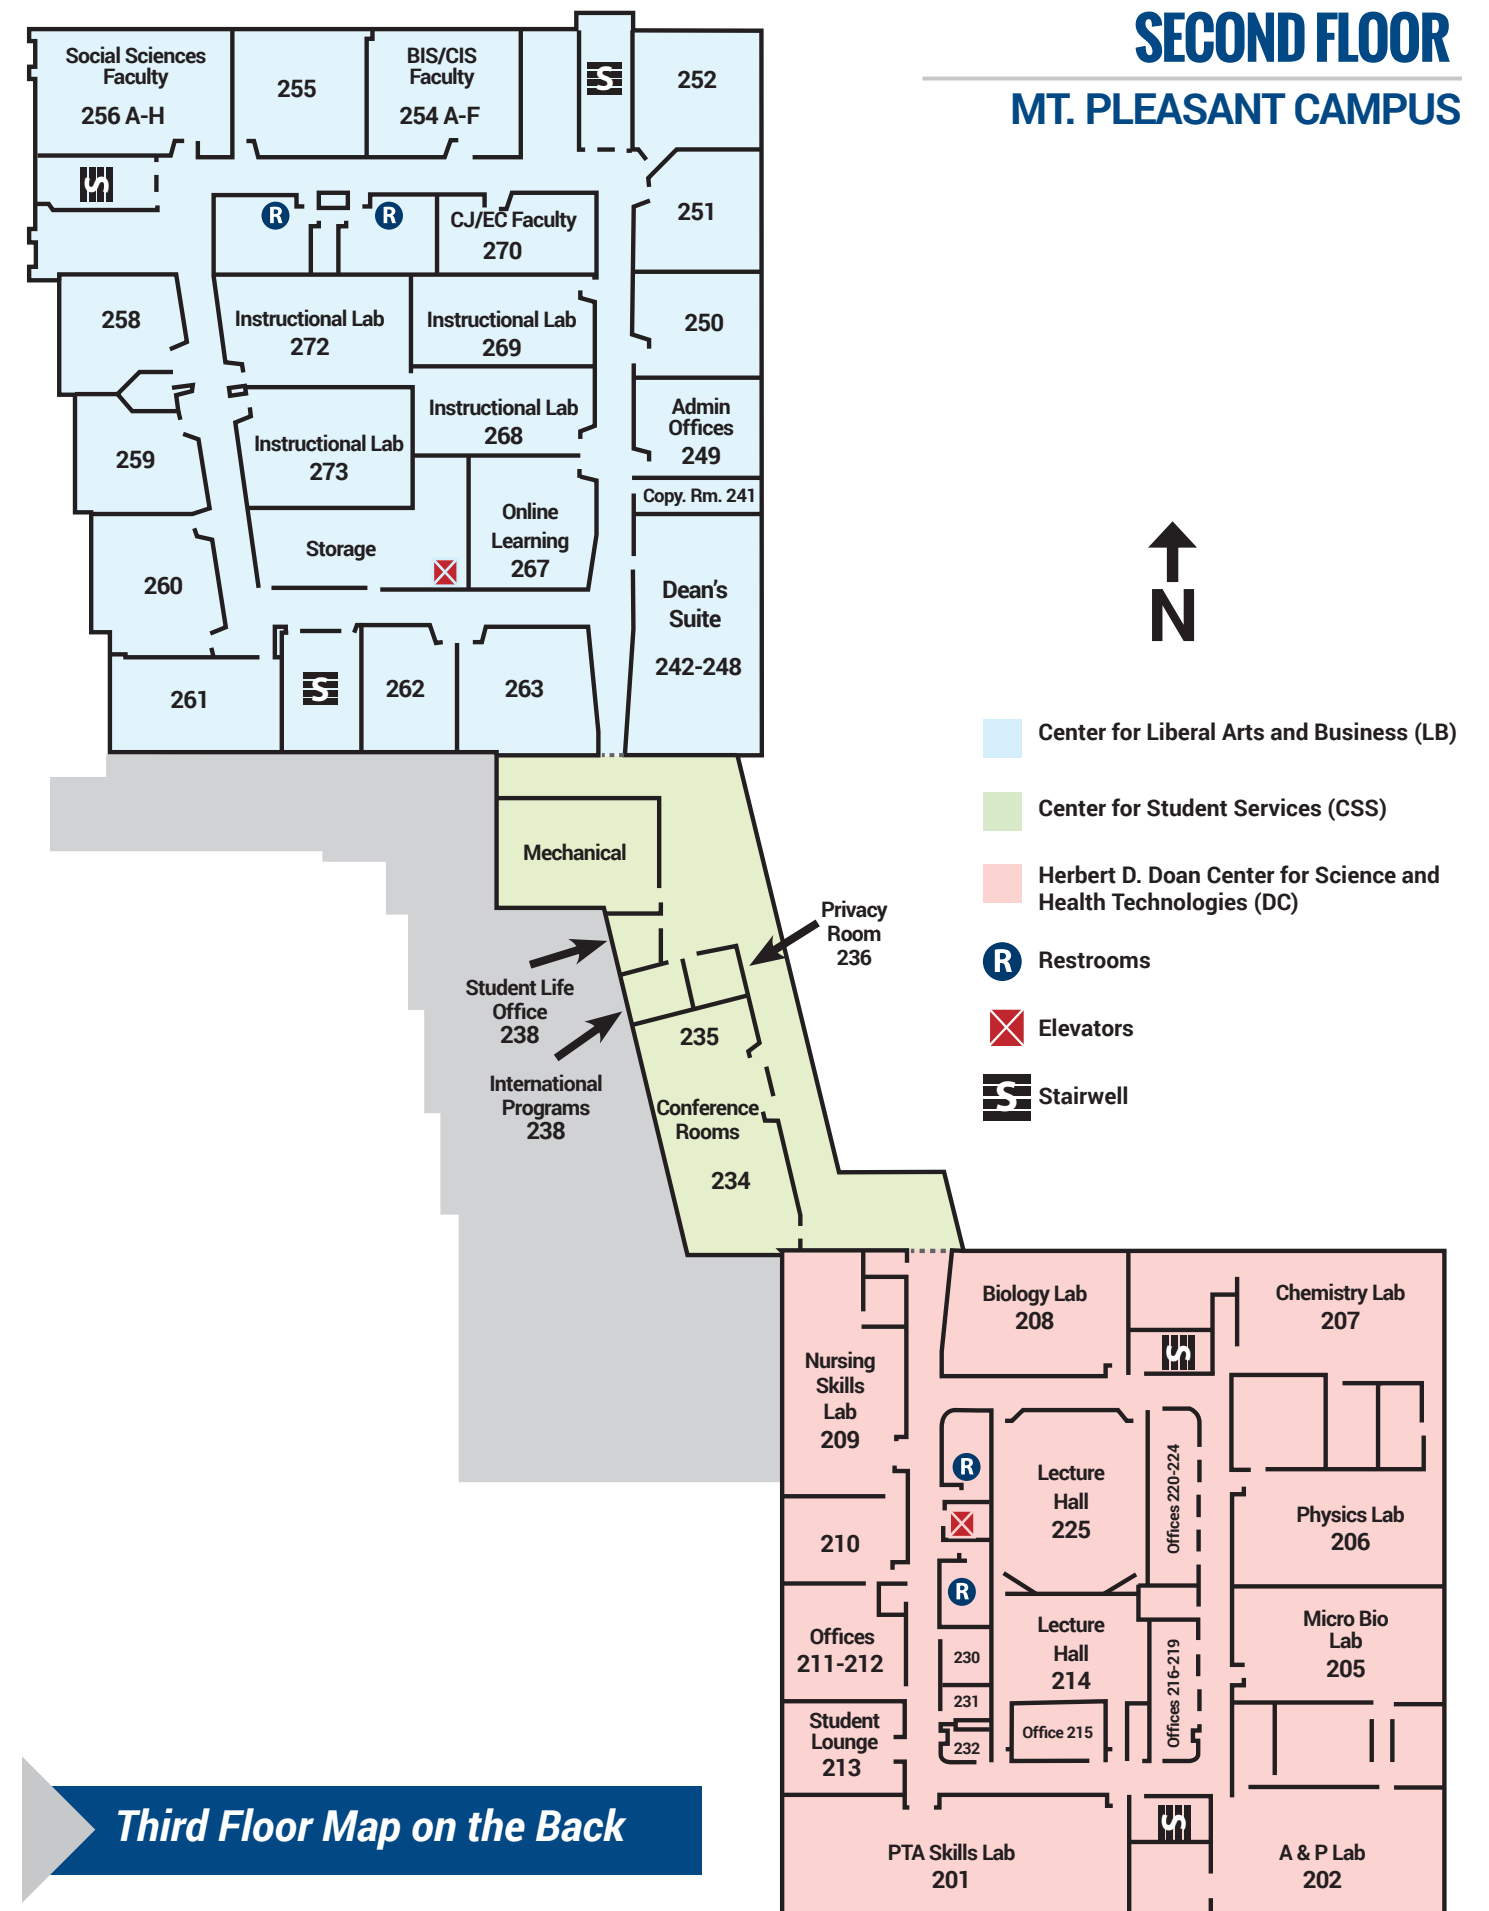 SECOND FLOOR
MT. PLEASANT CAMPUS
Social Sciences
Faculty
256 A-H
255
BIS/CIS
Faculty
254 A-F
S
252
S
R
R
CJ/EC Faculty
270
251
258
Instructional Lab
272
Instructional Lab
269
250
Instructional Lab
268
Admin
Offices
249
259
Instructional Lab
273
Copy. Rm. 241
Online
Learning
267
Storage
260
Dean's
Suite
242-248
261
S
262
263
N
Center for Liberal Arts and Business (LB)
Center for Student Services (CSS)
Herbert D. Doan Center for Science and
Health Technologies (DC)
R
Restrooms
Elevators
S
Stairwell
Mechanical
Privacy
Room
236
Student Life
Office
238
235
International
Programs
238
Conference
Rooms
234
Biology Lab
208
Chemistry Lab
207
S
Nursing
Skills
Lab
209
R
Lecture
Hall
225
Offices 220-224
Physics Lab
206
210
R
Offices
211-212
230
231
232
Lecture
Hall
214
Office 215
Offices 216-219
Micro Bio
Lab
205
Student
Lounge
213
PTA Skills Lab
201
S
A & P Lab
202
Third Floor Map on the Back